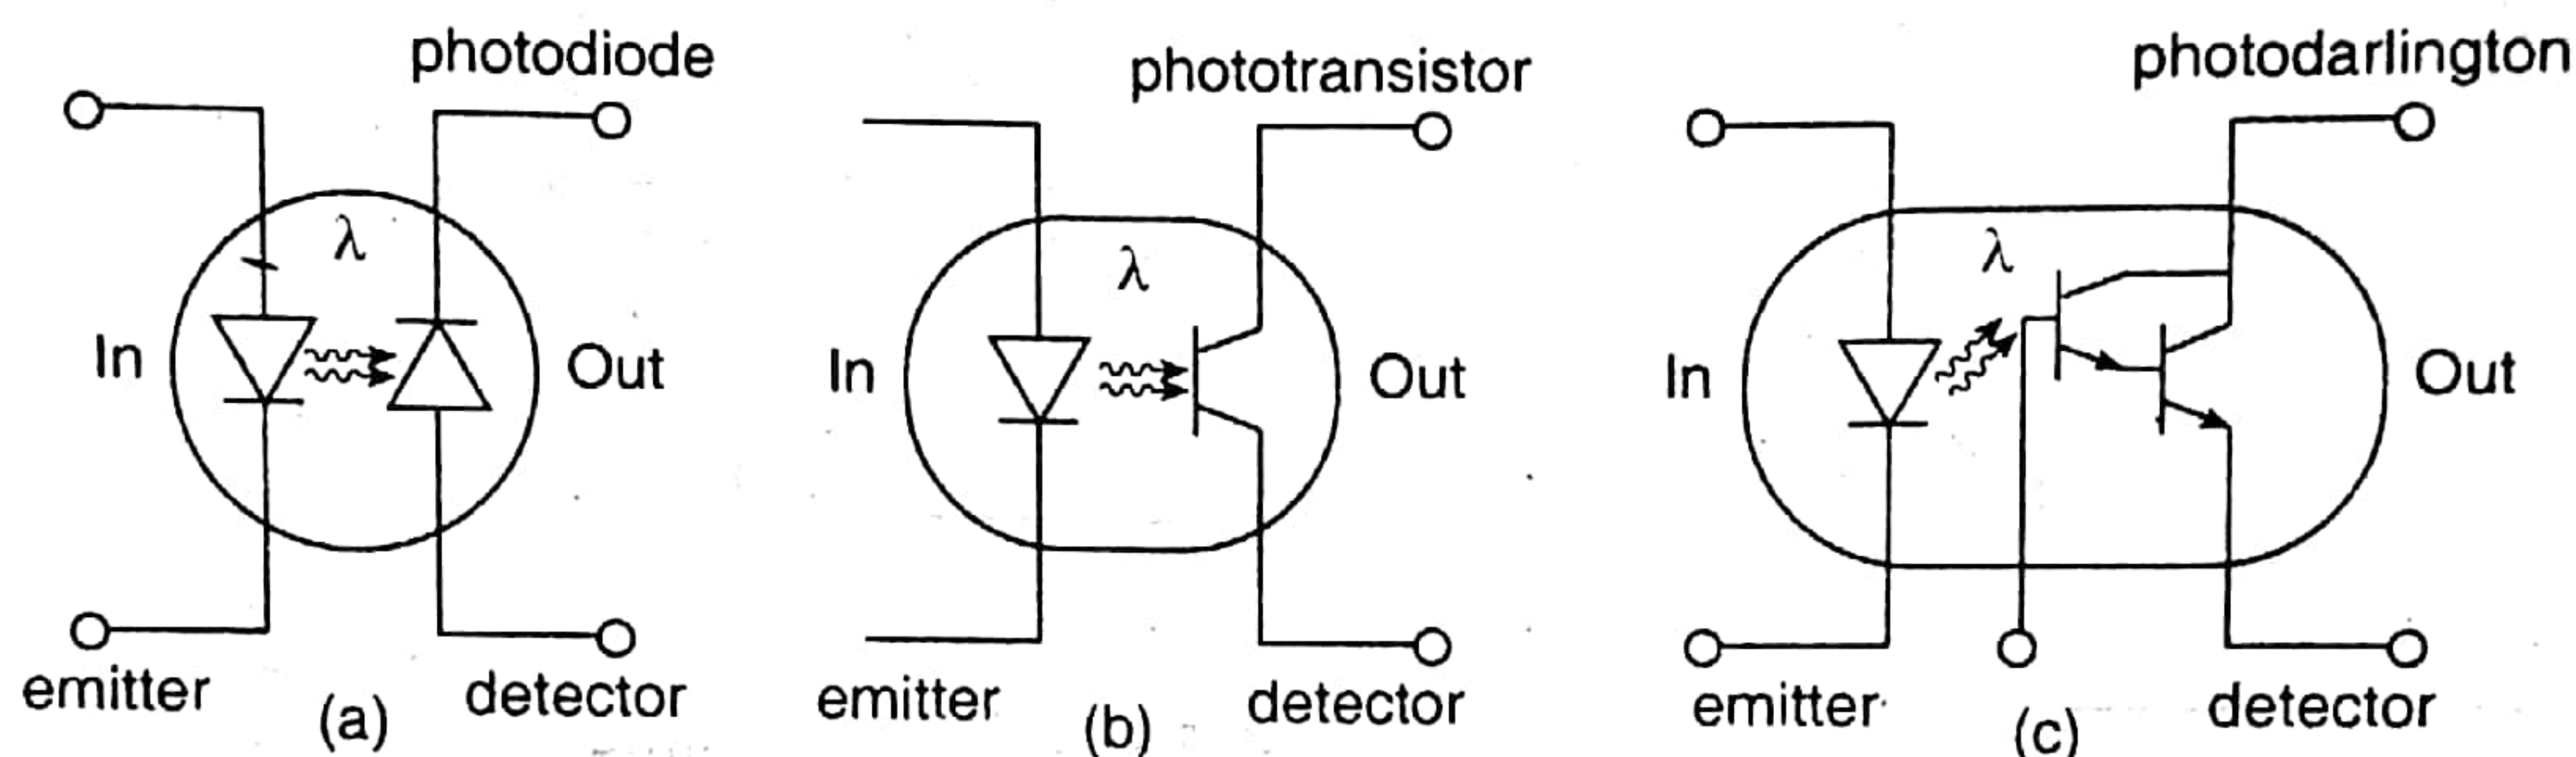 photodiode
λ
In
Out
emitter
detector
(a)
phototransistor
λ
In
Out
emitter
detector
(b)
photodarlington
λ
In
Out
emitter
detector
(c)